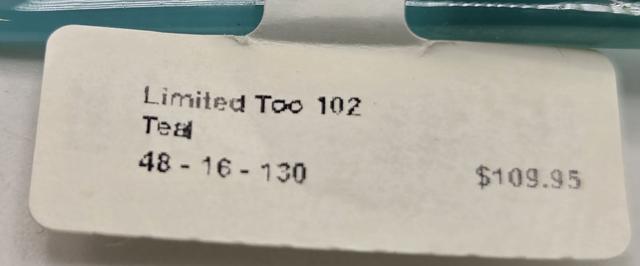 Limited Too 102
Teal
48 - 16 - 130
$109.95